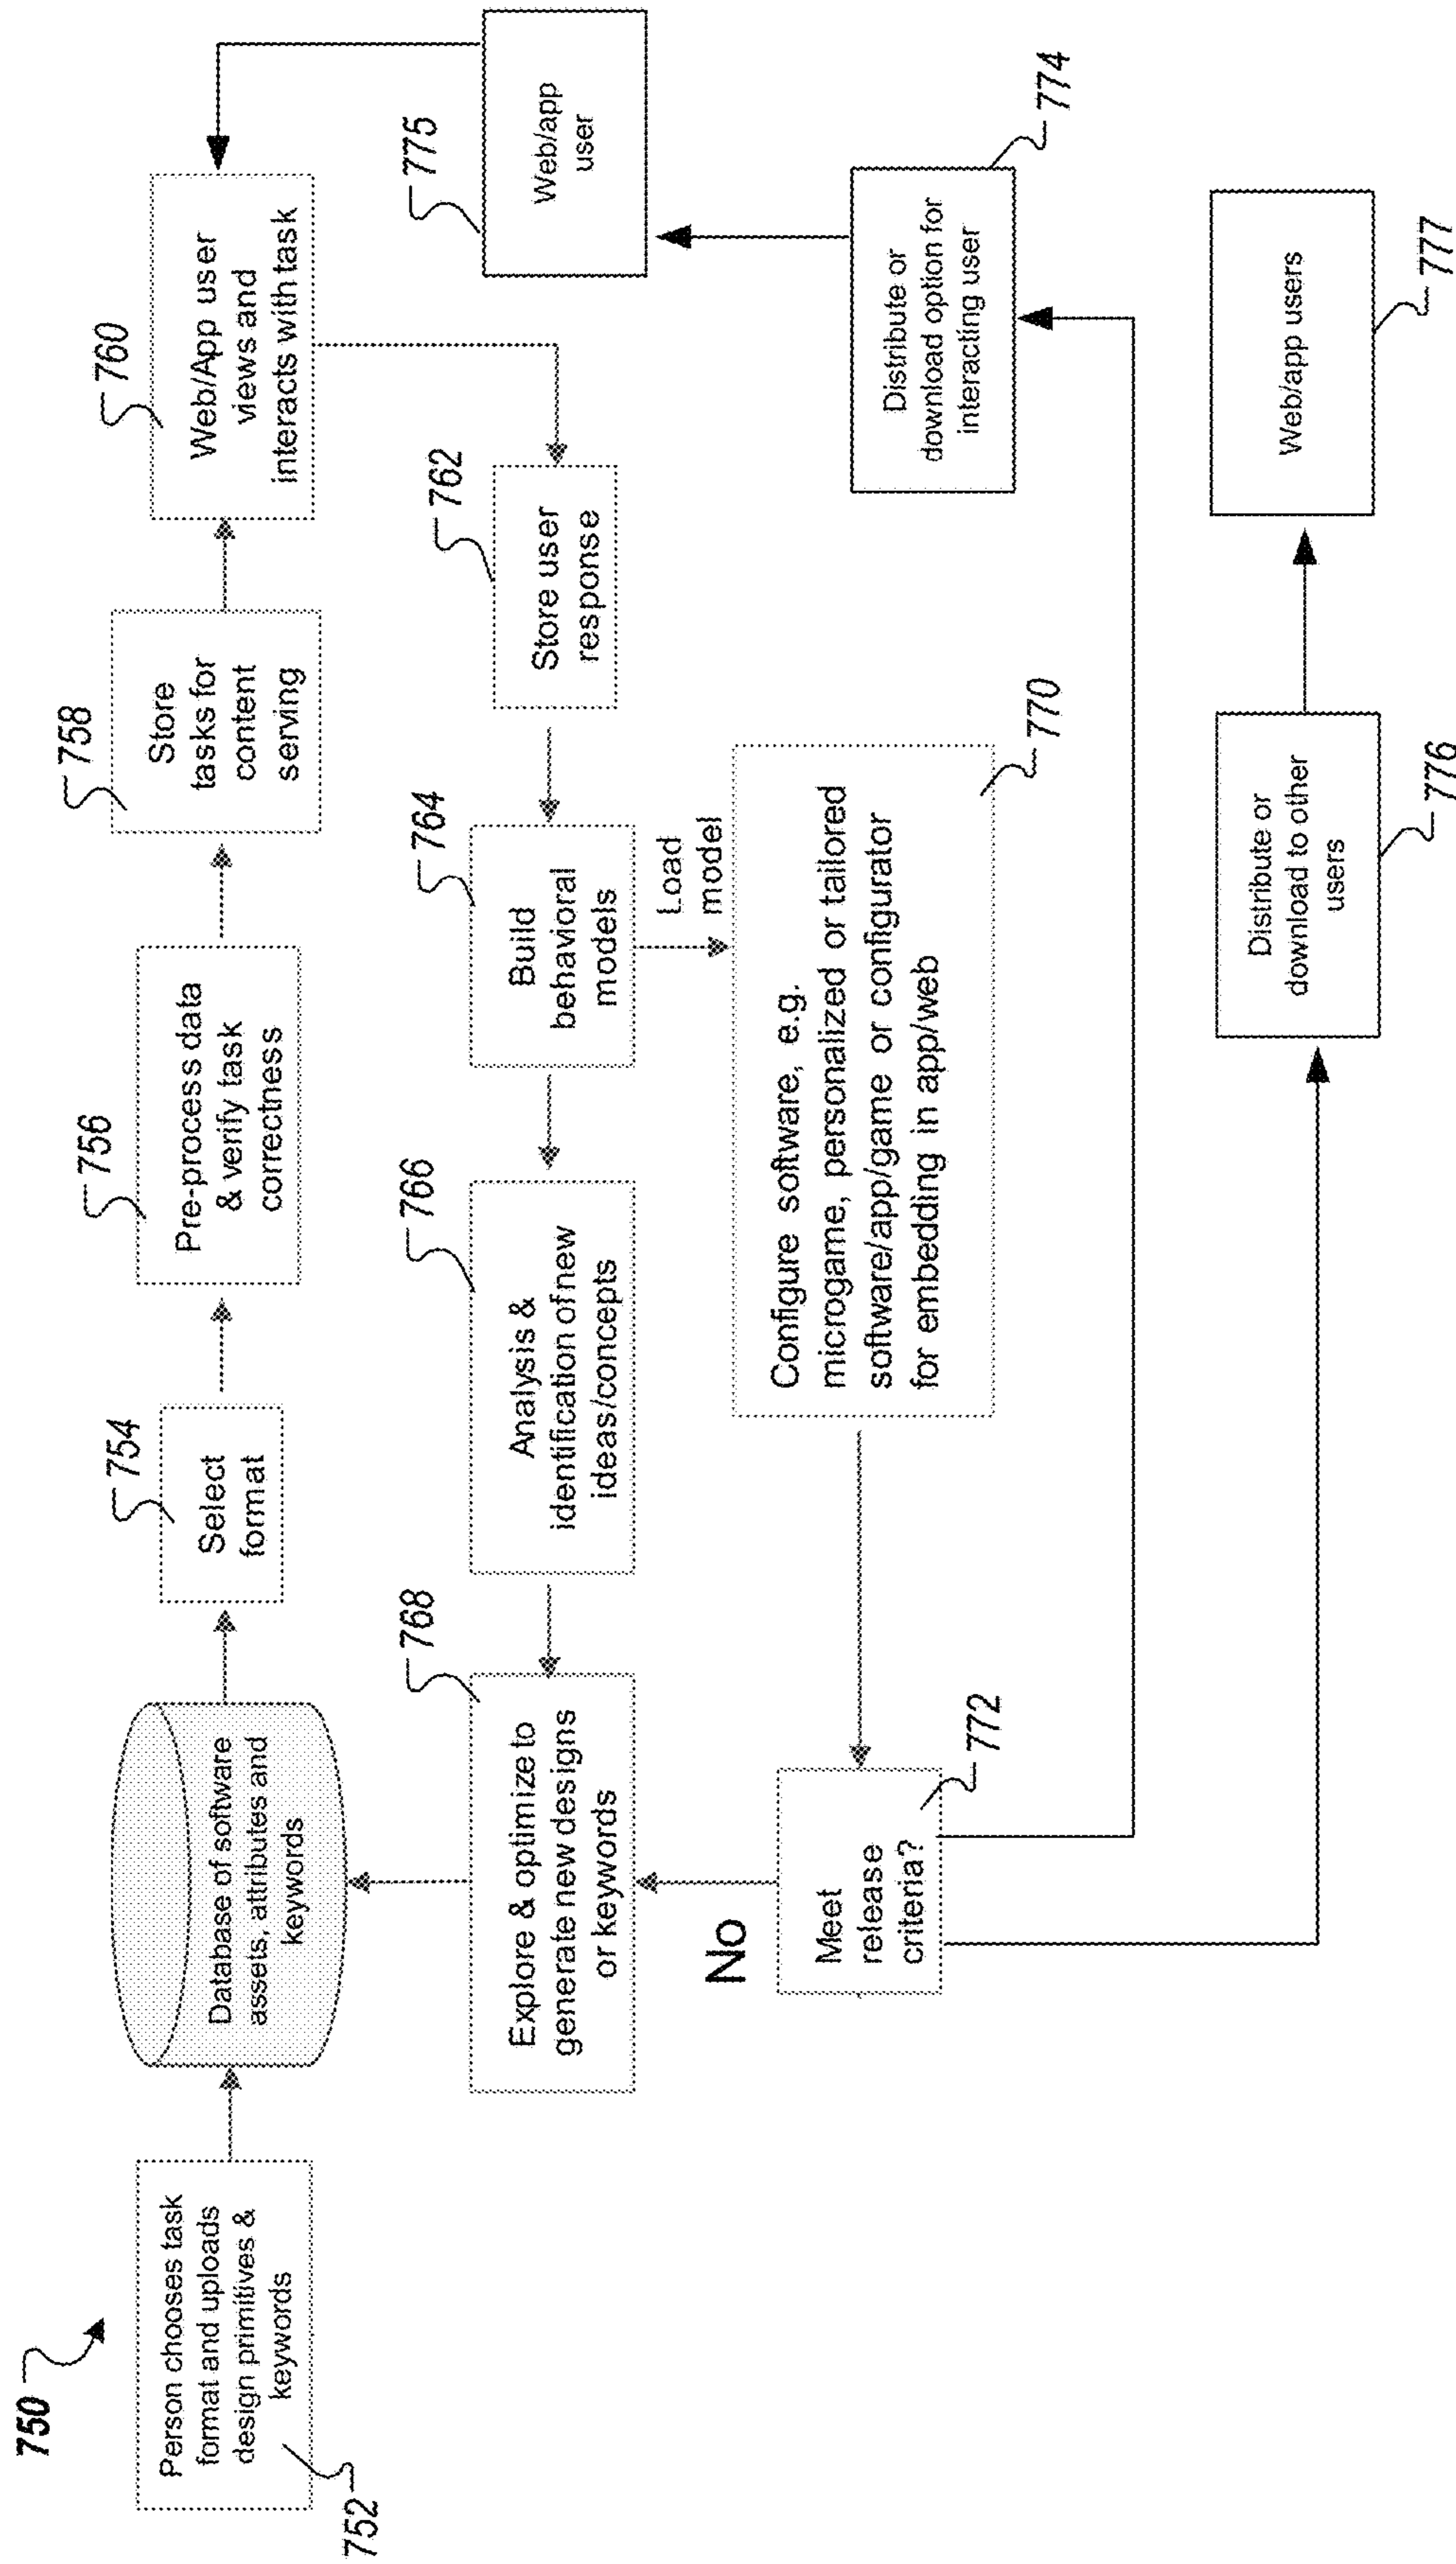 750
752
Person chooses task
format and uploads
design primitives &
keywords
Database of software
assets, attributes and
keywords
754
Select
format
756
Pre-process data
& verify task
correctness
758
Store
tasks for
content
serving
760
Web/App user
views and
interacts with task
768
Explore & optimize to
generate new designs
or keywords
766
Analysis &
identification of new
ideas/concepts
764
Build
behavioral
models
762
Store user
response
775
Web/app
user
No
Load
model
772
Meet
release
criteria?
770
Configure software, e.g.
microgame, personalized or tailored
software/app/game or configurator
for embedding in app/web
774
Distribute or
download option for
interacting user
776
Distribute or
download to other
users
777
Web/app users